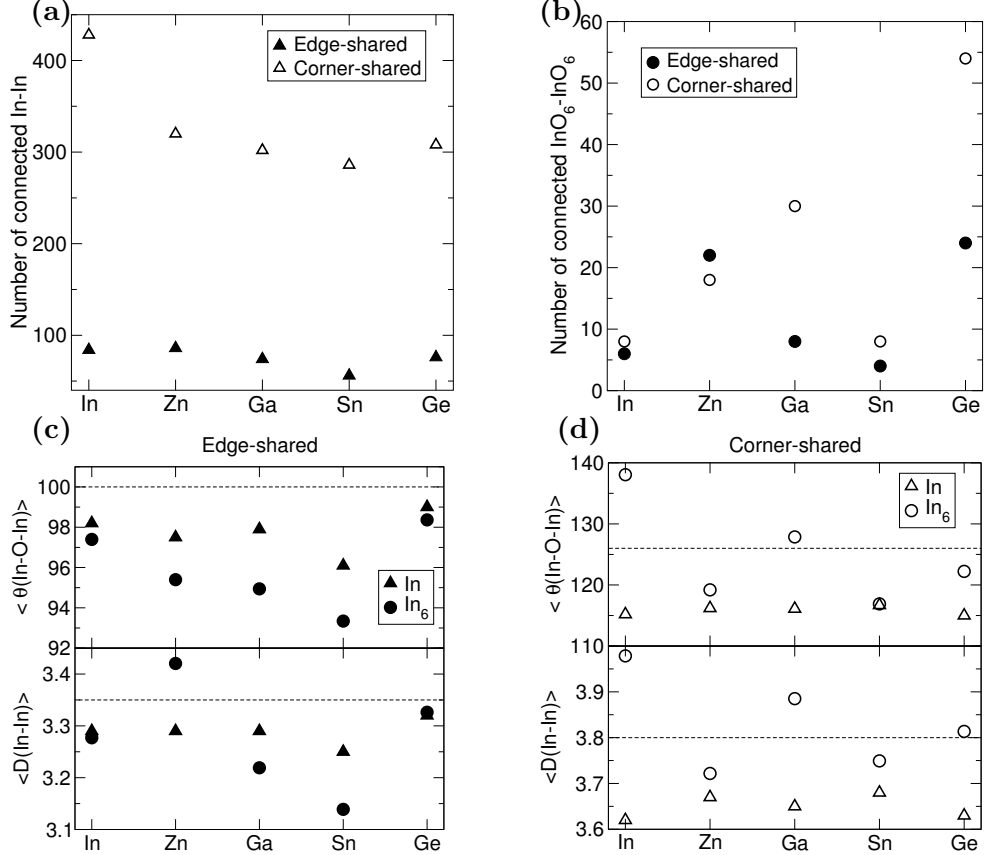 (a)
Number of connected In-In
400
300
200
100
Edge-shared
Corner-shared
In Zn Ga Sn Ge
(b)
Number of connected InO6-InO6
60
50
40
30
20
10
0
Edge-shared
Corner-shared
In Zn Ga Sn Ge
(c)
Edge-shared
< θ(In-O-In)>
100
98
96
94
92
In
In6
<D(In-In)>
3.4
3.3
3.2
3.1
In Zn Ga Sn Ge
(d)
Corner-shared
< θ(In-O-In)>
140
130
120
110
In
In6
<D(In-In)>
3.9
3.8
3.7
3.6
In Zn Ga Sn Ge